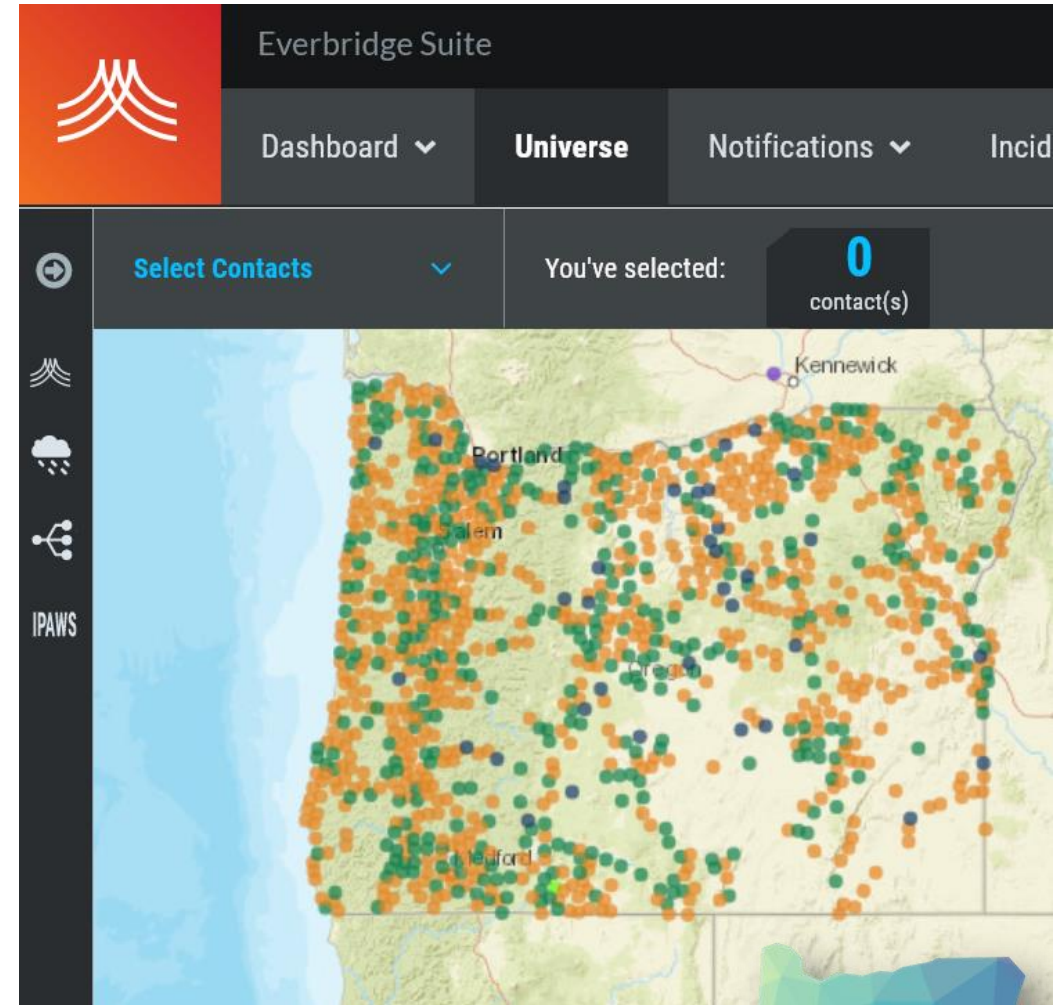 Everbridge Suite
Dashboard Universe Notifications Incid
Select Contacts You've selected: 0
contact(s)
IPAWS
Kennewick
Portland
Salem
Oregon
Medford